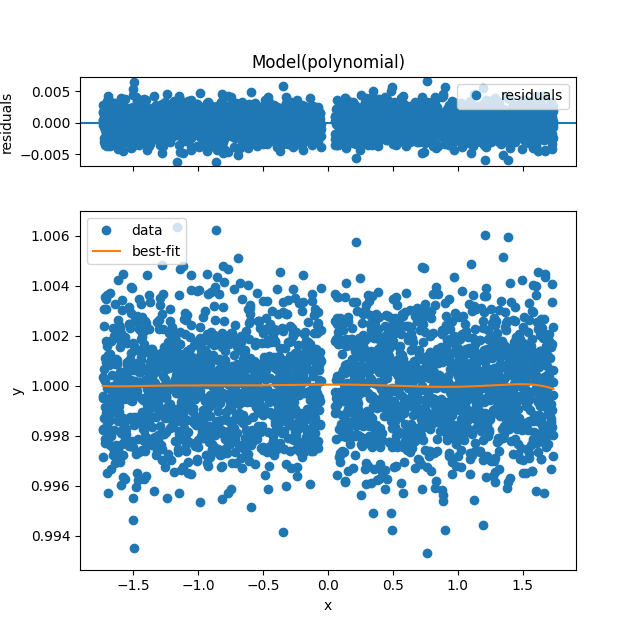 Model(polynomial)
residuals
0.005
0.000
−0.005
residuals
y
1.006
1.004
1.002
1.000
0.998
0.996
0.994
data
best-fit
−1.5
−1.0
−0.5
0.0
0.5
1.0
1.5
x